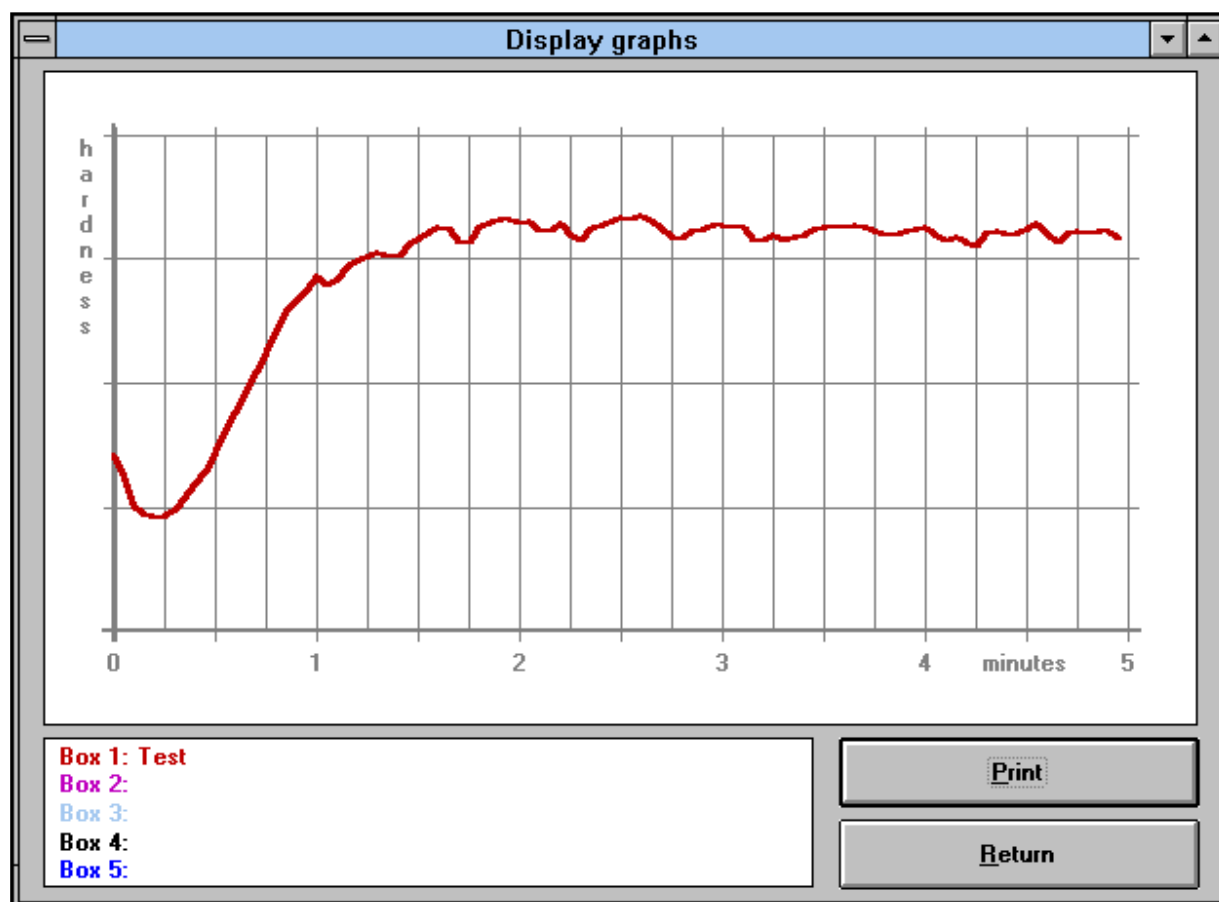 Display graphs
hardness
0 1 2 3 4 minutes 5
Box 1: Test
Box 2:
Box 3:
Box 4:
Box 5:
Print
Return